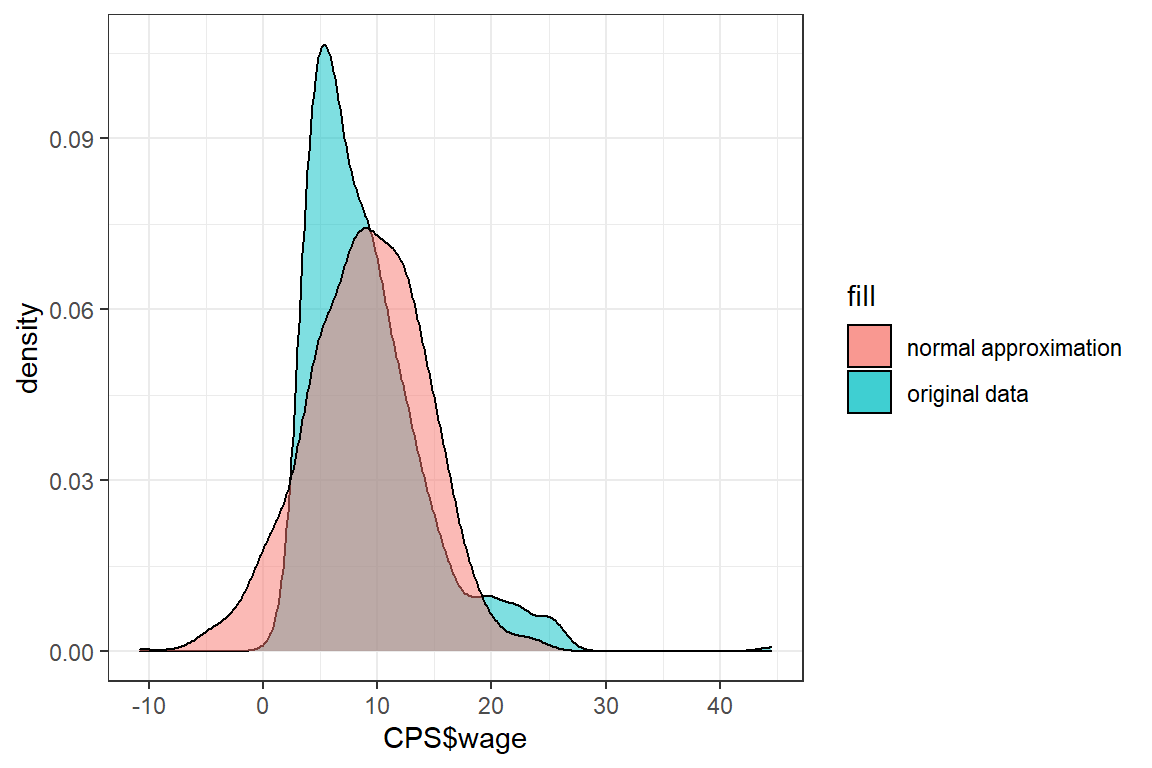 0.09
0.06
0.03
0.00
density
-10 0 10 20 30 40
CPS$wage
fill
normal approximation
original data